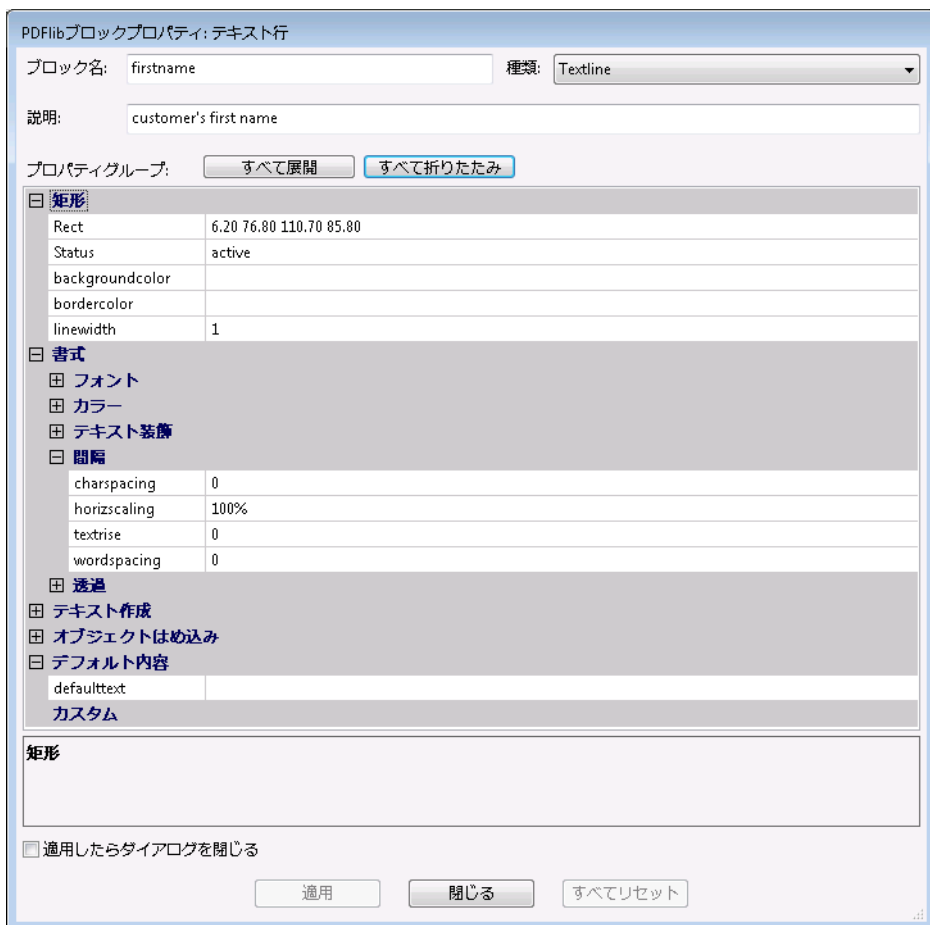 PDFlibブロックプロパティ: テキスト行
ブロック名: firstname 種類: Textline
説明: customer's first name
プロパティグループ: すべて展開 すべて折りたたみ
矩形
Rect 6.20 76.80 110.70 85.80
Status active
backgroundcolor
bordercolor
linewidth 1
書式
フォント
カラー
テキスト装飾
間隔
charspacing 0
horizscaling 100%
textrise 0
wordspacing 0
透過
テキスト作成
オブジェクトはめ込み
デフォルト内容
defaulttext
カスタム
矩形
適用したらダイアログを閉じる
適用 閉じる すべてリセット